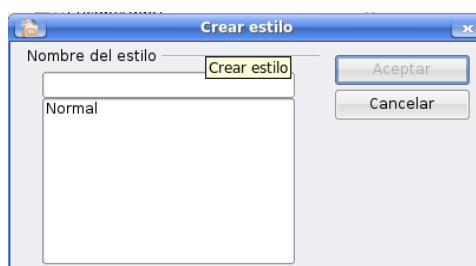 Crear estilo
Nombre del estilo
Crear estilo
Aceptar
Normal
Cancelar